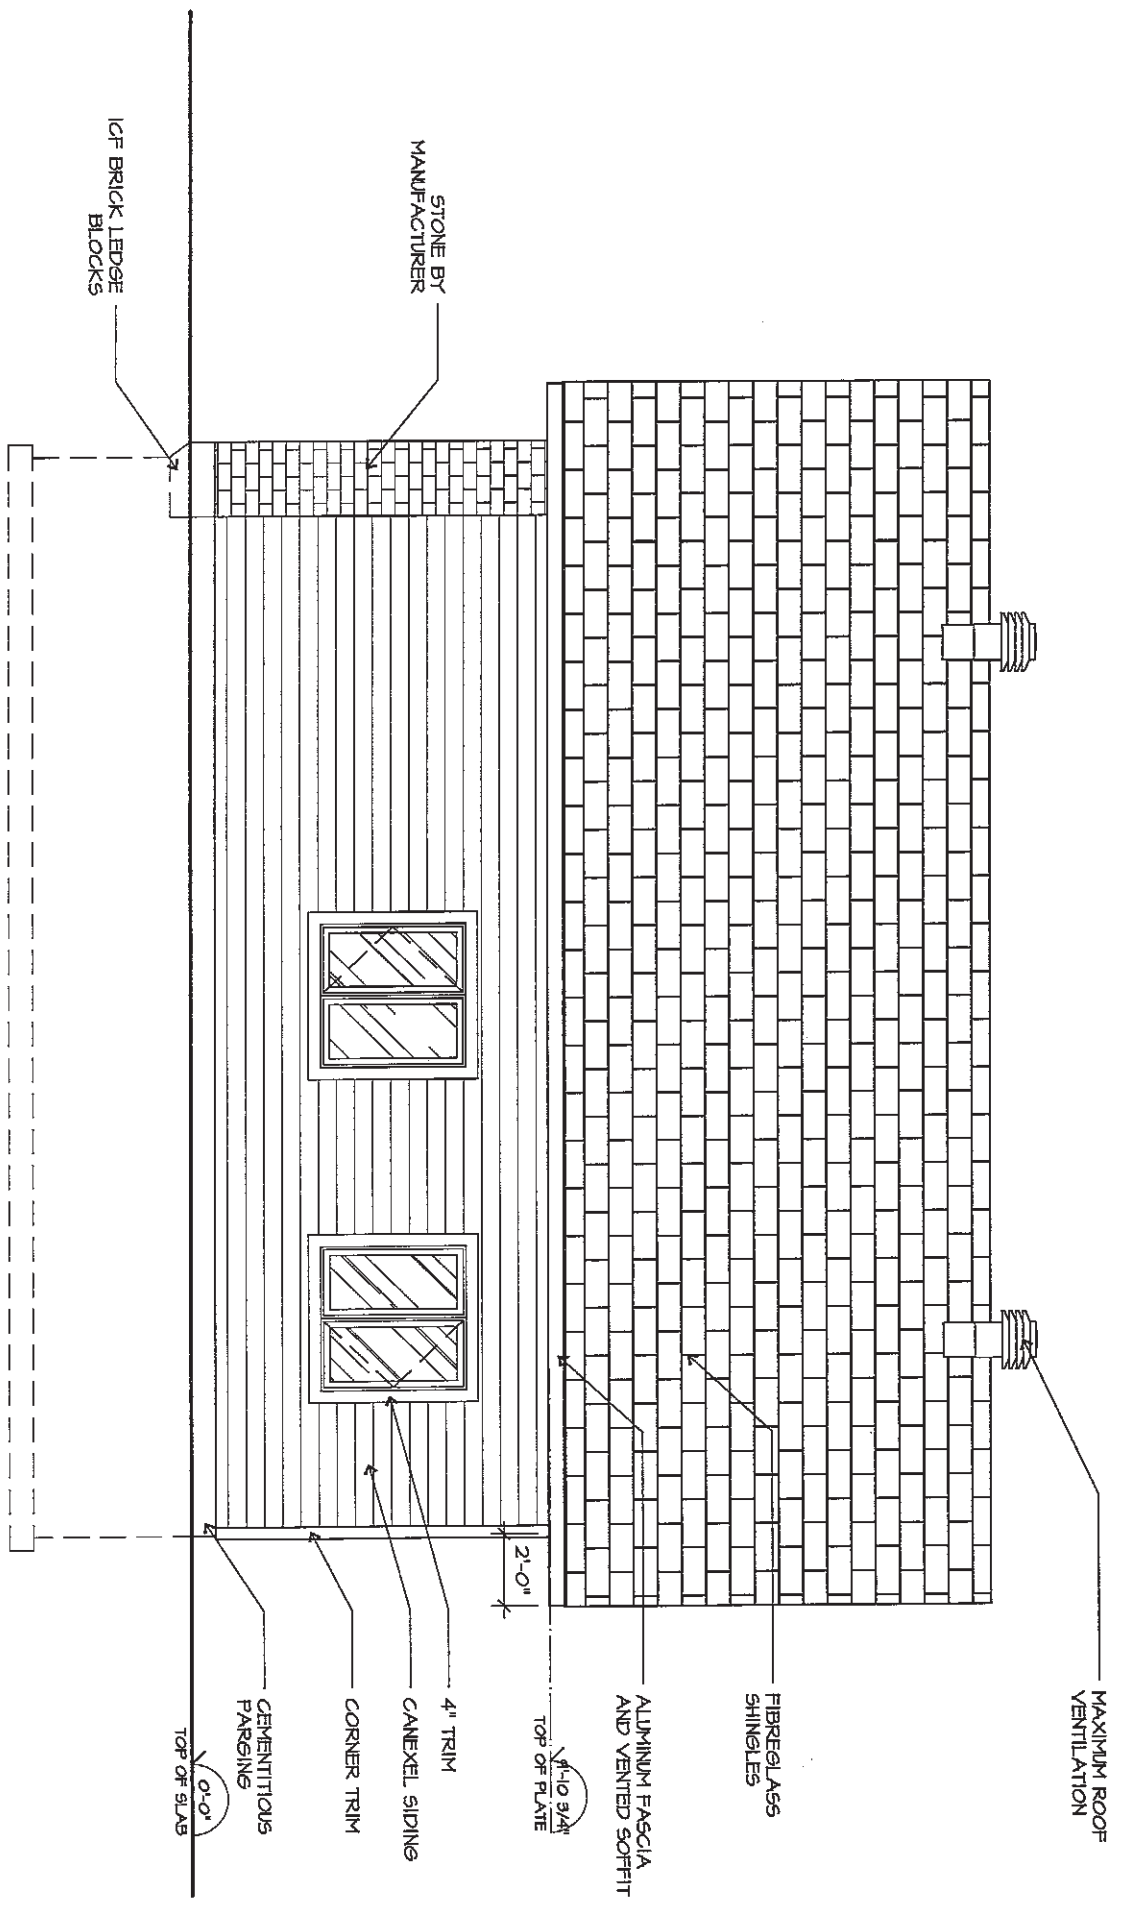 MAXIMUM ROOF
VENTILATION
FIBREGLASS
SHINGLES
ALUMINUM FASCIA
AND VENTED SOFFIT
9'-10 3/4"
TOP OF PLATE
2'-0"
STONE BY
MANUFACTURER
4" TRIM
CANEXEL SIDING
CORNER TRIM
CEMENTITIOUS
PARGING
0'-0"
TOP OF SLAB
ICF BRICK LEDGE
BLOCKS